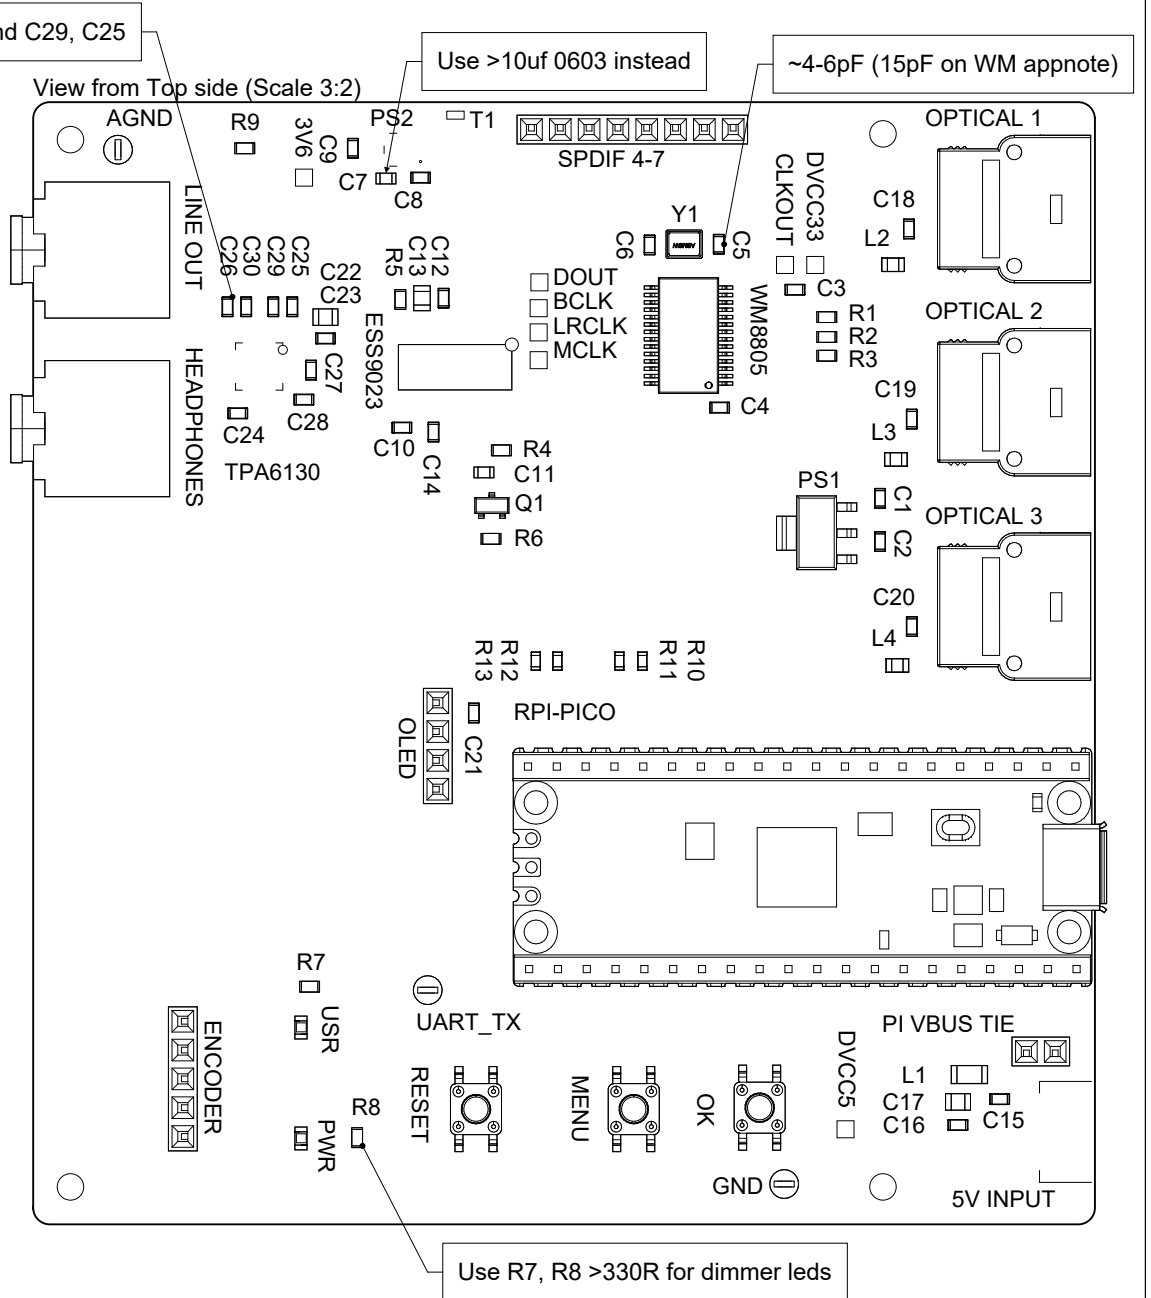 nd C29, C25
Use >10uf 0603 instead
~4-6pF (15pF on WM appnote)
View from Top side (Scale 3:2)
AGND
R9
3V6
C9
PS2
T1
SPDIF 4-7
OPTICAL 1
C7
C8
LINE OUT
C26
C30
C29
C25
C22
C23
R5
C13
C12
C6
Y1
C5
CLKOUT
DVCC33
C18
L2
DOUT
BCLK
LRCLK
MCLK
WM8805
C3
R1
R2
R3
OPTICAL 2
HEADPHONES
C27
ESS9023
C24
C28
C10
C14
C4
C19
L3
TPA6130
R4
C11
Q1
R6
PS1
C1
C2
OPTICAL 3
C20
L4
R13
R12
R11
R10
OLED
C21
RPI-PICO
R7
USR
UART_TX
ENCODER
PWR
R8
RESET
MENU
OK
DVCC5
PI VBUS TIE
L1
C17
C16
C15
GND
5V INPUT
Use R7, R8 >330R for dimmer leds